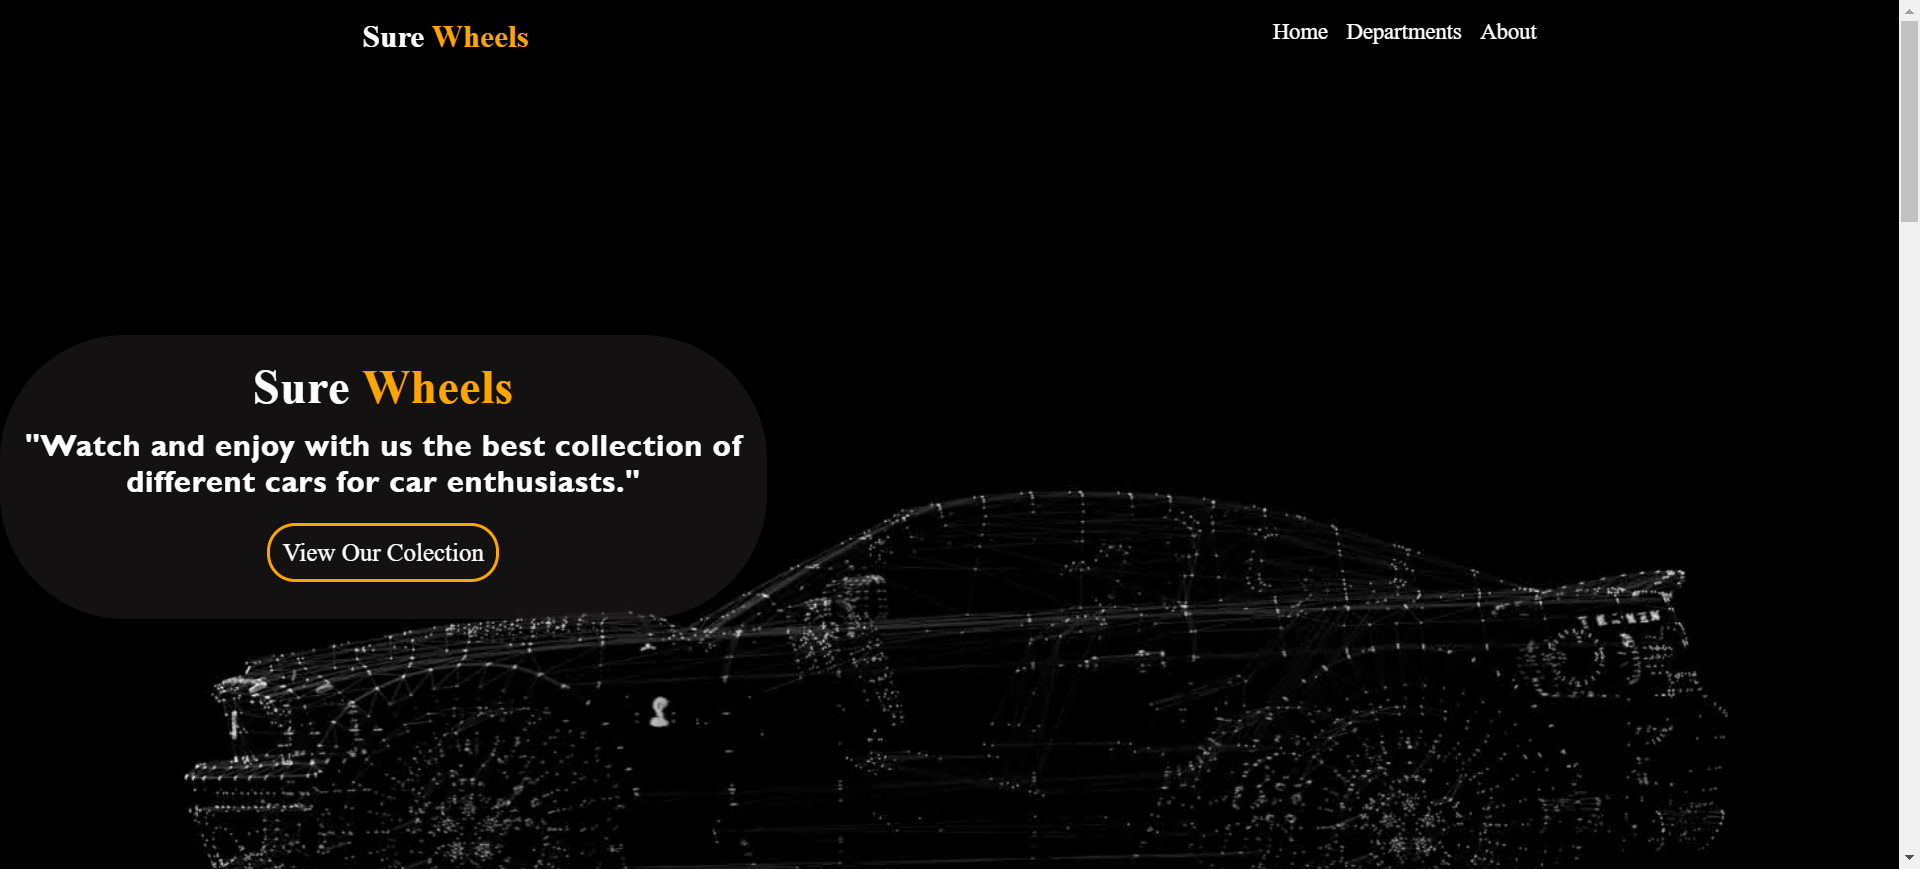 Sure Wheels
Home Departments About
Sure Wheels
"Watch and enjoy with us the best collection of
different cars for car enthusiasts."
View Our Colection